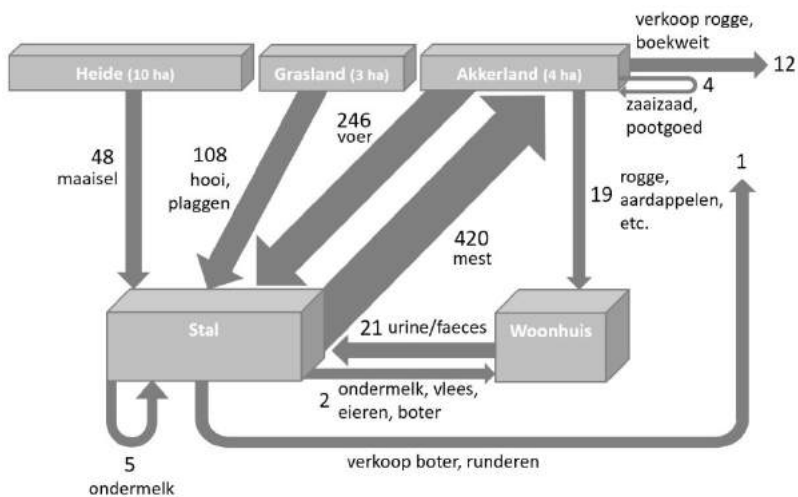 verkoop rogge,
boekweit
12
Heide (10 ha)
Grasland (3 ha)
Akkerland (4 ha)
4
zaaizaad,
pootgoed
246
voer
48
maaisel
108
hooi,
plaggen
1
19
rogge,
aardappelen,
etc.
420
mest
Stal
21 urine/faeces
Woonhuis
2
ondermelk, vlees,
eieren, boter
5
ondermelk
verkoop boter, runderen